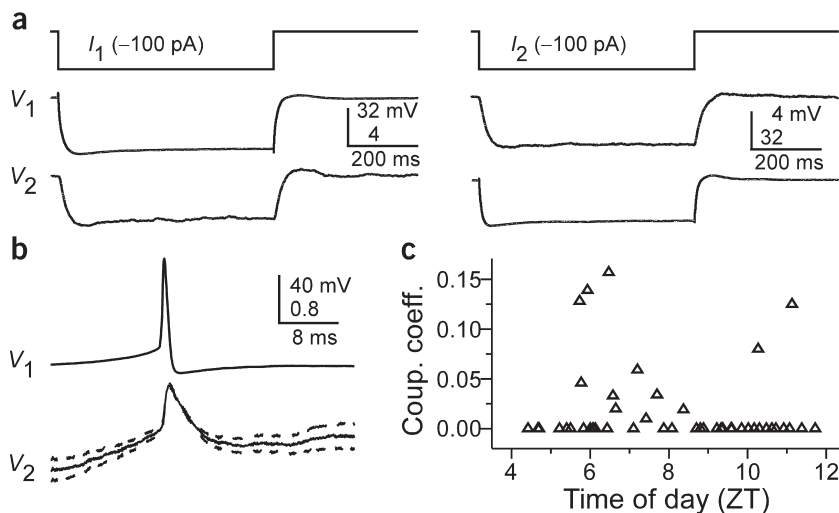 a
I1 (−100 pA)
I2 (−100 pA)
V1
32 mV
4
200 ms
4 mV
32
200 ms
V2
b
40 mV
0.8
8 ms
V1
V2
c
Coup. coeff.
0.15
0.10
0.05
0.00
4 6 8 10 12
Time of day (ZT)